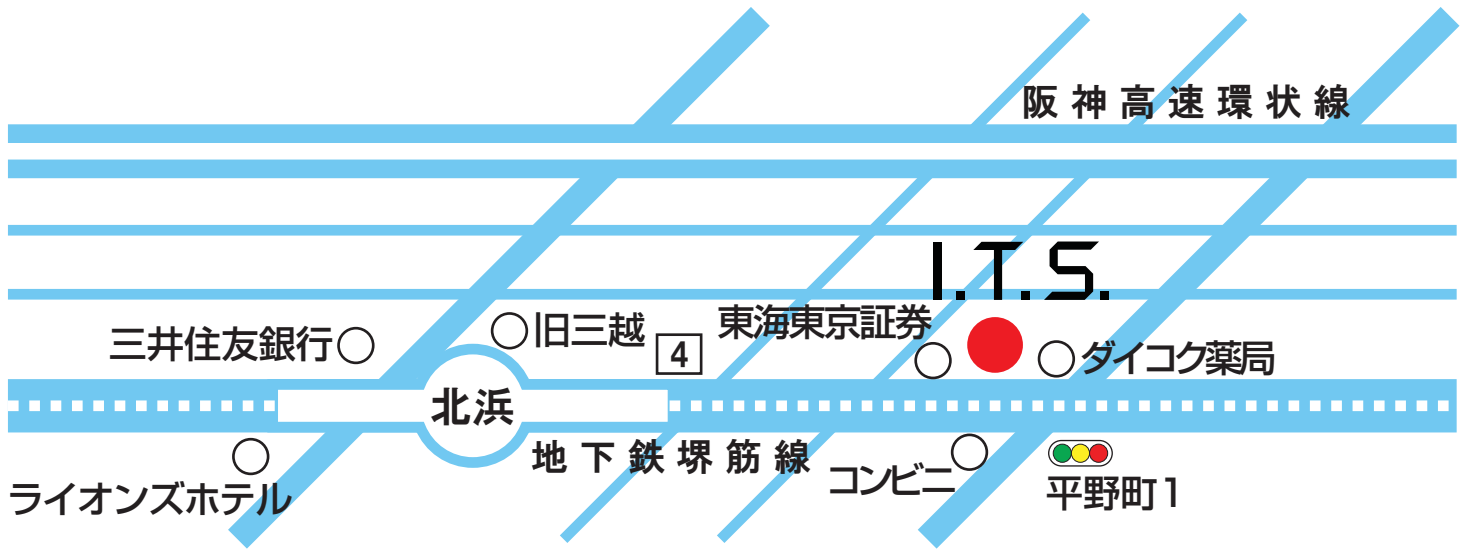 阪神高速環状線
I.T.S.
東海東京証券
旧三越
三井住友銀行
4
ダイコク薬局
北浜
地下鉄堺筋線
コンビニ
ライオンズホテル
平野町1